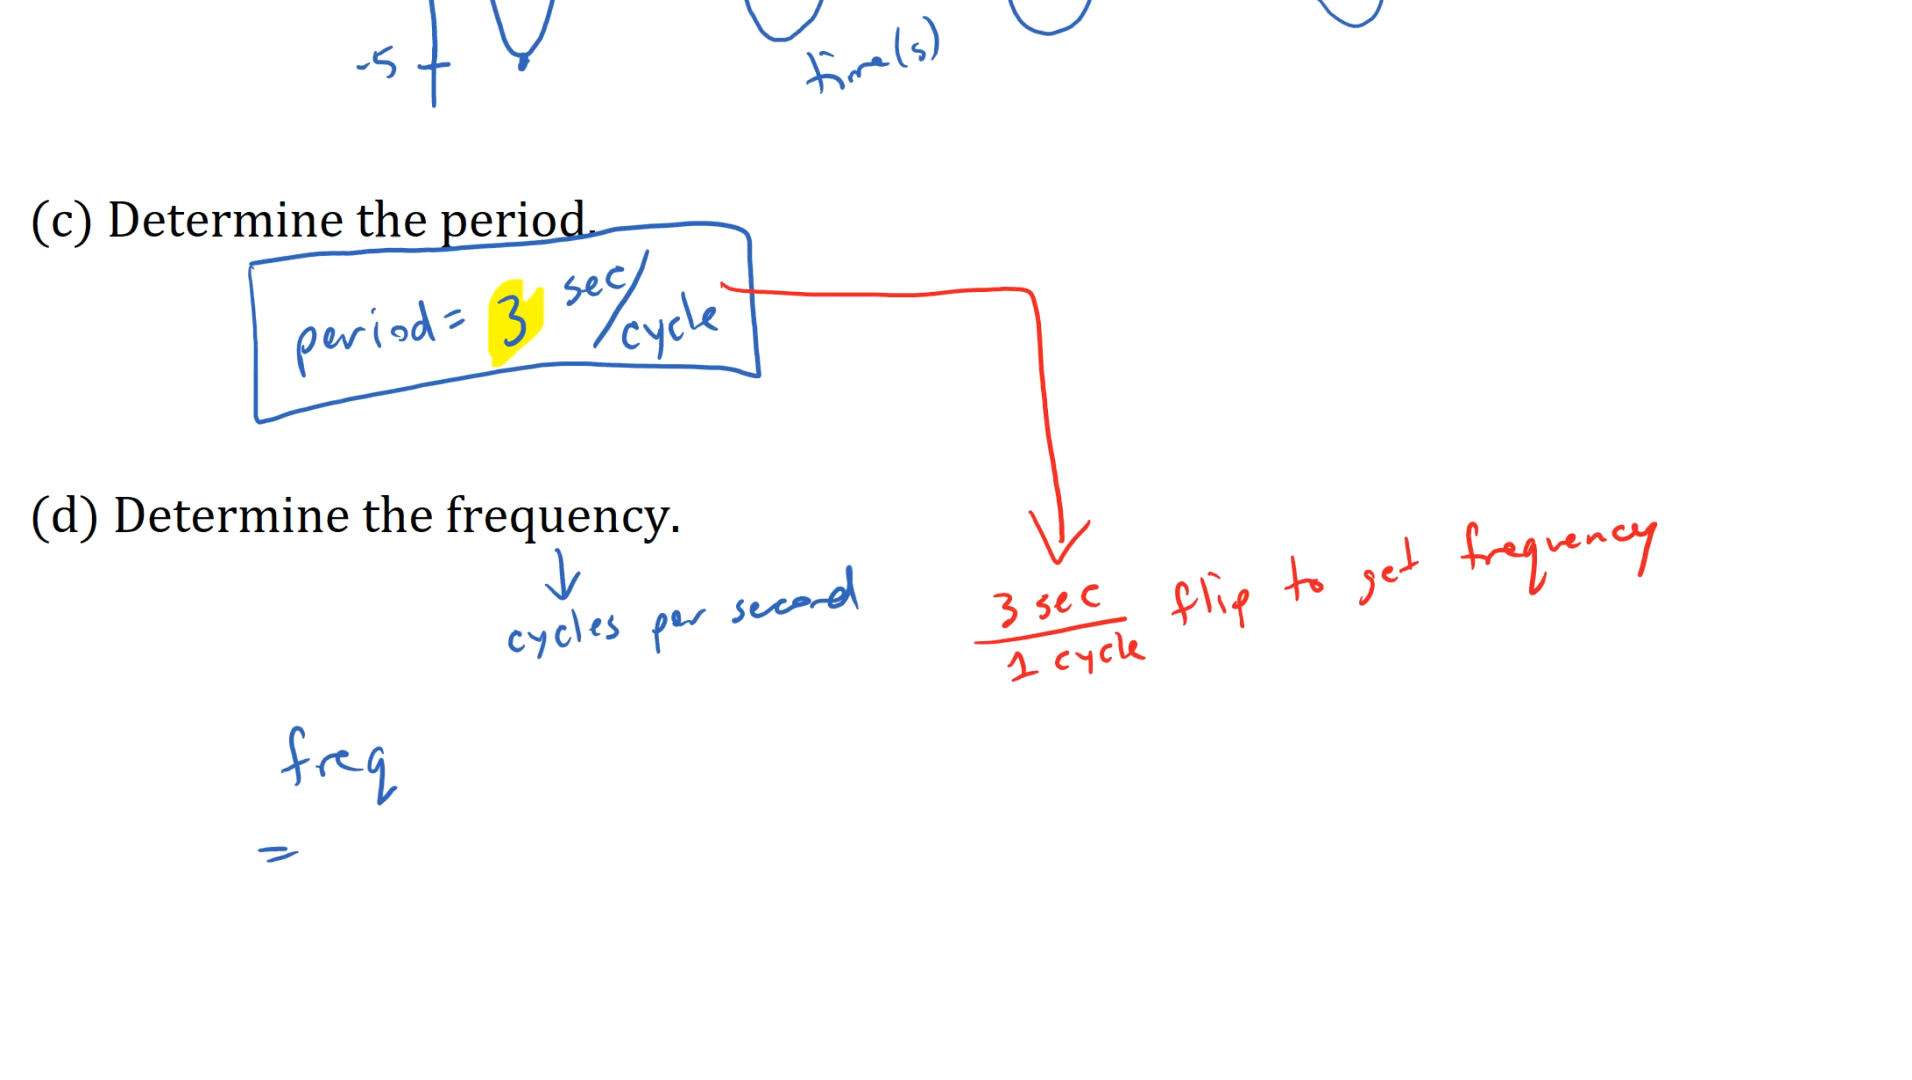 -5
time(s)
(c) Determine the period.
period = 3 sec/cycle
(d) Determine the frequency.
cycles per second
3 sec
1 cycle
flip to get frequency
freq
=